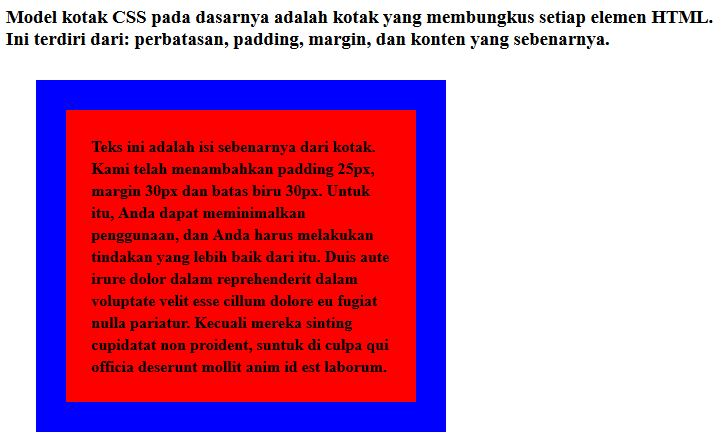 Model kotak CSS pada dasarnya adalah kotak yang membungkus setiap elemen HTML.
Ini terdiri dari: perbatasan, padding, margin, dan konten yang sebenarnya.
Teks ini adalah isi sebenarnya dari kotak.
Kami telah menambahkan padding 25px,
margin 30px dan batas biru 30px. Untuk
itu, Anda dapat meminimalkan
penggunaan, dan Anda harus melakukan
tindakan yang lebih baik dari itu. Duis aute
irure dolor dalam reprehenderit dalam
voluptate velit esse cillum dolore eu fugiat
nulla pariatur. Kecuali mereka sinting
cupidatat non proident, suntuk di culpa qui
officia deserunt mollit anim id est laborum.